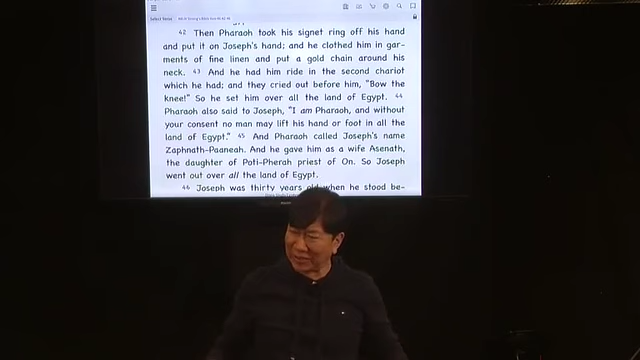 42 Then Pharaoh took his signet ring off his hand
and put it on Joseph's hand; and he clothed him in gar-
ments of fine linen and put a gold chain around his
neck. 43 And he had him ride in the second chariot
which he had; and they cried out before him, "Bow the
knee!" So he set him over all the land of Egypt. 44
Pharaoh also said to Joseph, "I am Pharaoh, and without
your consent no man may lift his hand or foot in all the
land of Egypt." 45 And Pharaoh called Joseph's name
Zaphnath-Paaneah. And he gave him as a wife Asenath,
the daughter of Poti-Pherah priest of On. So Joseph
went out over all the land of Egypt.
46 Joseph was thirty years old when he stood be-